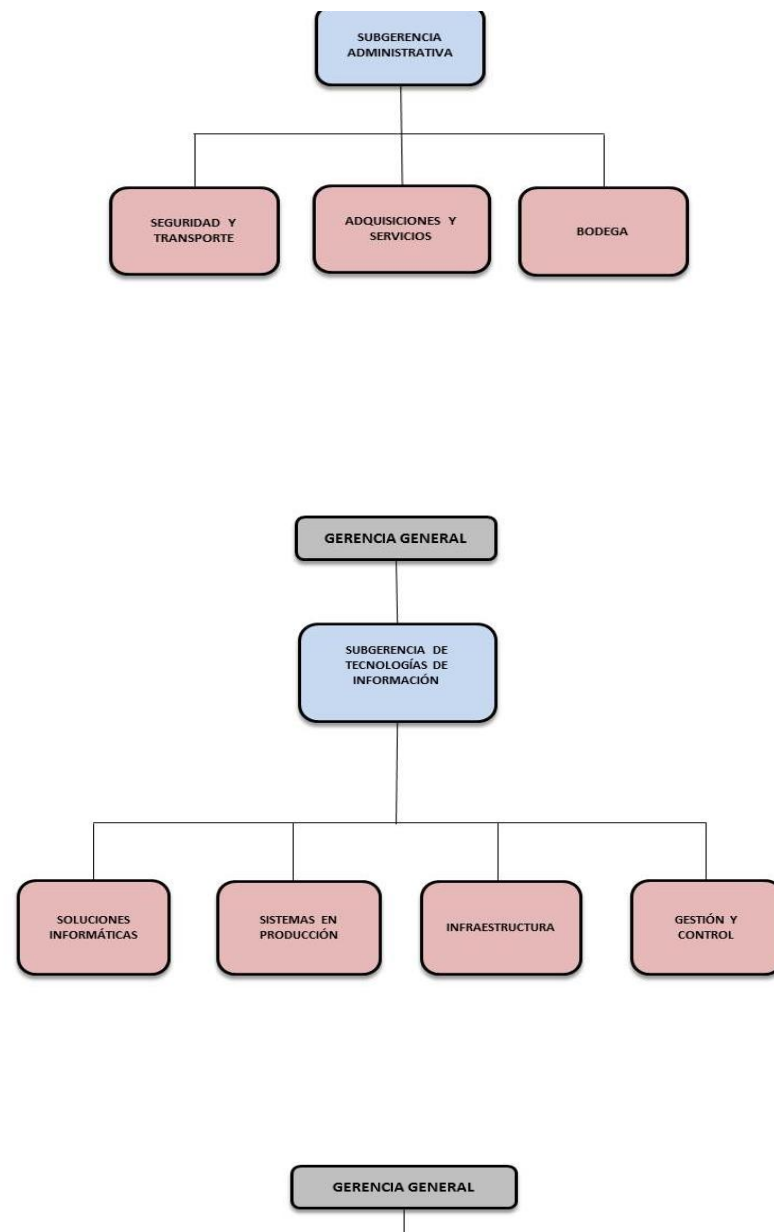 SUBGERENCIA
ADMINISTRATIVA
SEGURIDAD Y
TRANSPORTE
ADQUISICIONES Y
SERVICIOS
BODEGA
GERENCIA GENERAL
SUBGERENCIA DE
TECNOLOGÍAS DE
INFORMACIÓN
SOLUCIONES
INFORMÁTICAS
SISTEMAS EN
PRODUCCIÓN
INFRAESTRUCTURA
GESTIÓN Y
CONTROL
GERENCIA GENERAL